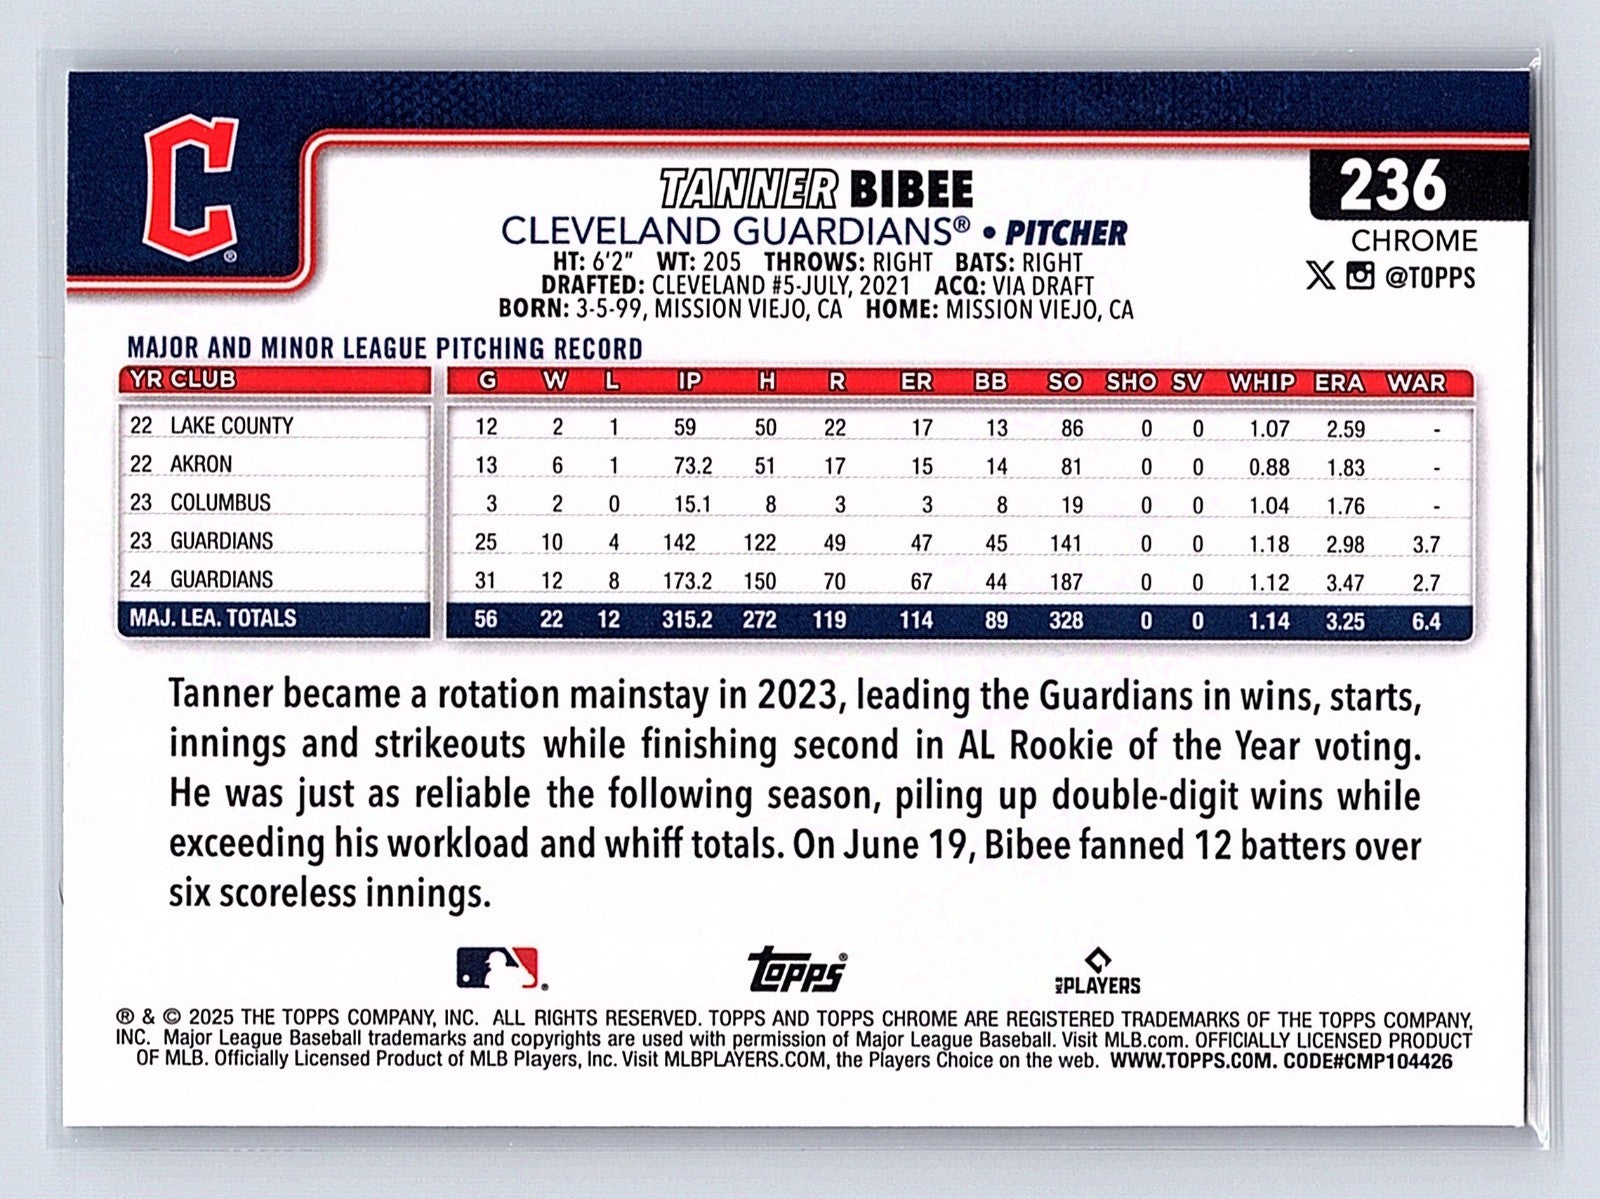 C®
TANNER BIBEE
236
CLEVELAND GUARDIANS® • PITCHER
CHROME
HT: 6'2" WT: 205 THROWS: RIGHT BATS: RIGHT
X @TOPPS
DRAFTED: CLEVELAND #5-JULY, 2021 ACQ: VIA DRAFT
BORN: 3-5-99, MISSION VIEJO, CA HOME: MISSION VIEJO, CA
MAJOR AND MINOR LEAGUE PITCHING RECORD
YR CLUB G W L IP H R ER BB SO SHO SV WHIP ERA WAR
22 LAKE COUNTY 12 2 1 59 50 22 17 13 86 0 0 1.07 2.59 -
22 AKRON 13 6 1 73.2 51 17 15 14 81 0 0 0.88 1.83 -
23 COLUMBUS 3 2 0 15.1 8 3 3 8 19 0 0 1.04 1.76 -
23 GUARDIANS 25 10 4 142 122 49 47 45 141 0 0 1.18 2.98 3.7
24 GUARDIANS 31 12 8 173.2 150 70 67 44 187 0 0 1.12 3.47 2.7
MAJ. LEA. TOTALS 56 22 12 315.2 272 119 114 89 328 0 0 1.14 3.25 6.4
Tanner became a rotation mainstay in 2023, leading the Guardians in wins, starts,
innings and strikeouts while finishing second in AL Rookie of the Year voting.
He was just as reliable the following season, piling up double-digit wins while
exceeding his workload and whiff totals. On June 19, Bibee fanned 12 batters over
six scoreless innings.
Topps® MLB PLAYERS
® & © 2025 THE TOPPS COMPANY, INC. ALL RIGHTS RESERVED. TOPPS AND TOPPS CHROME ARE REGISTERED TRADEMARKS OF THE TOPPS COMPANY,
INC. Major League Baseball trademarks and copyrights are used with permission of Major League Baseball. Visit MLB.com. OFFICIALLY LICENSED PRODUCT
OF MLB. Officially Licensed Product of MLB Players, Inc. Visit MLBPLAYERS.COM, the Players Choice on the web. WWW.TOPPS.COM. CODE#CMP104426